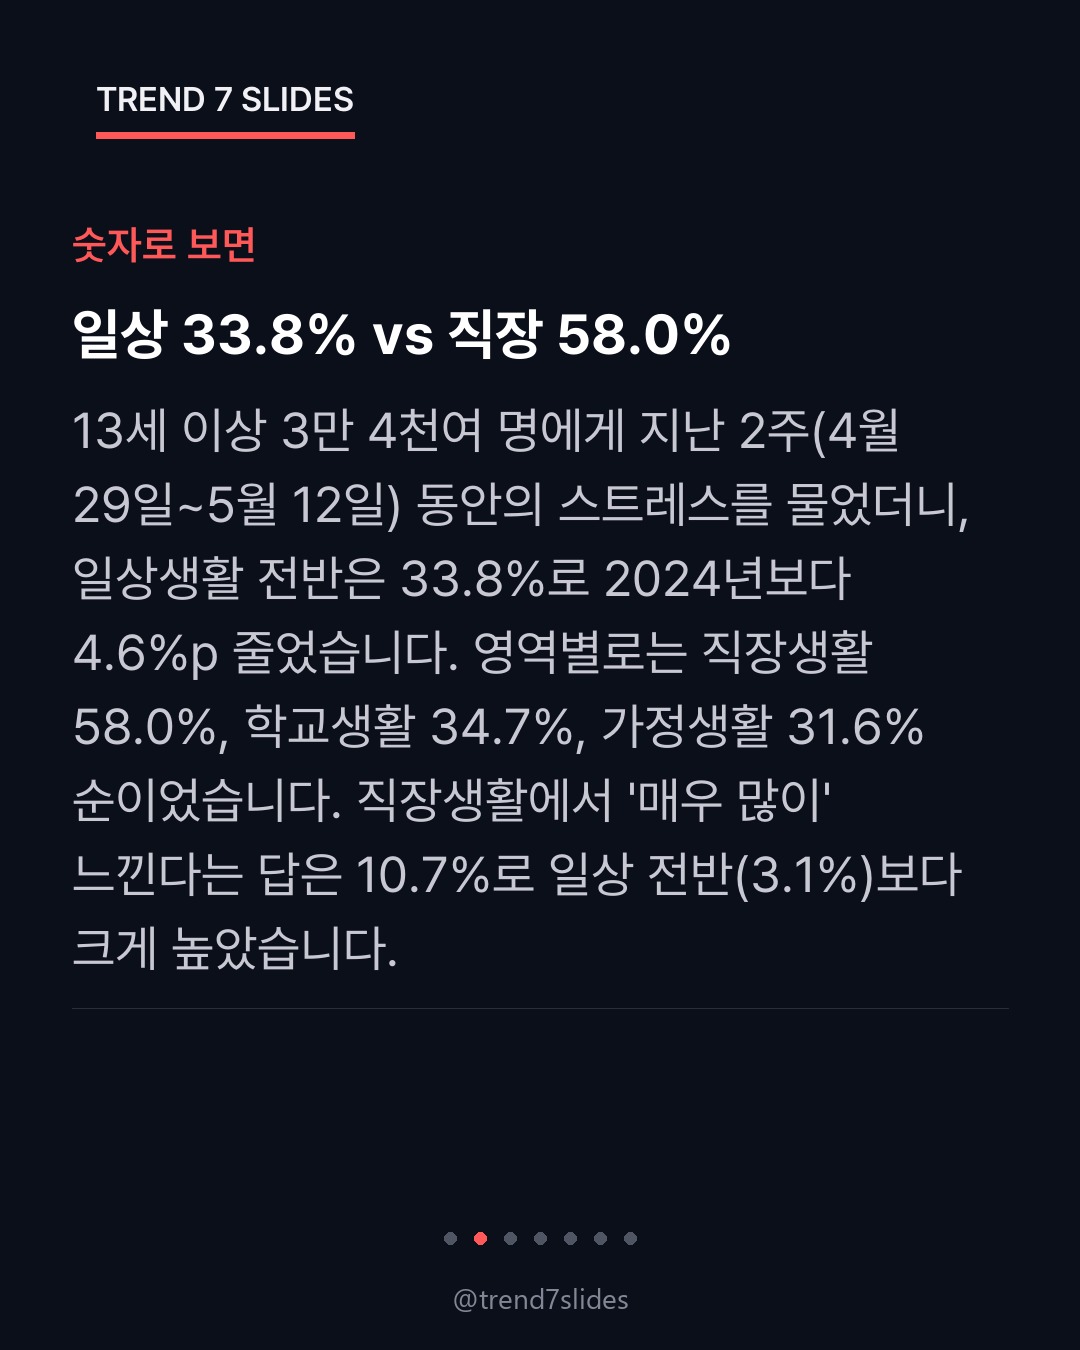 TREND 7 SLIDES
숫자로 보면
일상 33.8% vs 직장 58.0%
13세 이상 3만 4천여 명에게 지난 2주(4월
29일~5월 12일) 동안의 스트레스를 물었더니,
일상생활 전반은 33.8%로 2024년보다
4.6%p 줄었습니다. 영역별로는 직장생활
58.0%, 학교생활 34.7%, 가정생활 31.6%
순이었습니다. 직장생활에서 '매우 많이'
느낀다는 답은 10.7%로 일상 전반(3.1%)보다
크게 높았습니다.
@trend7slides